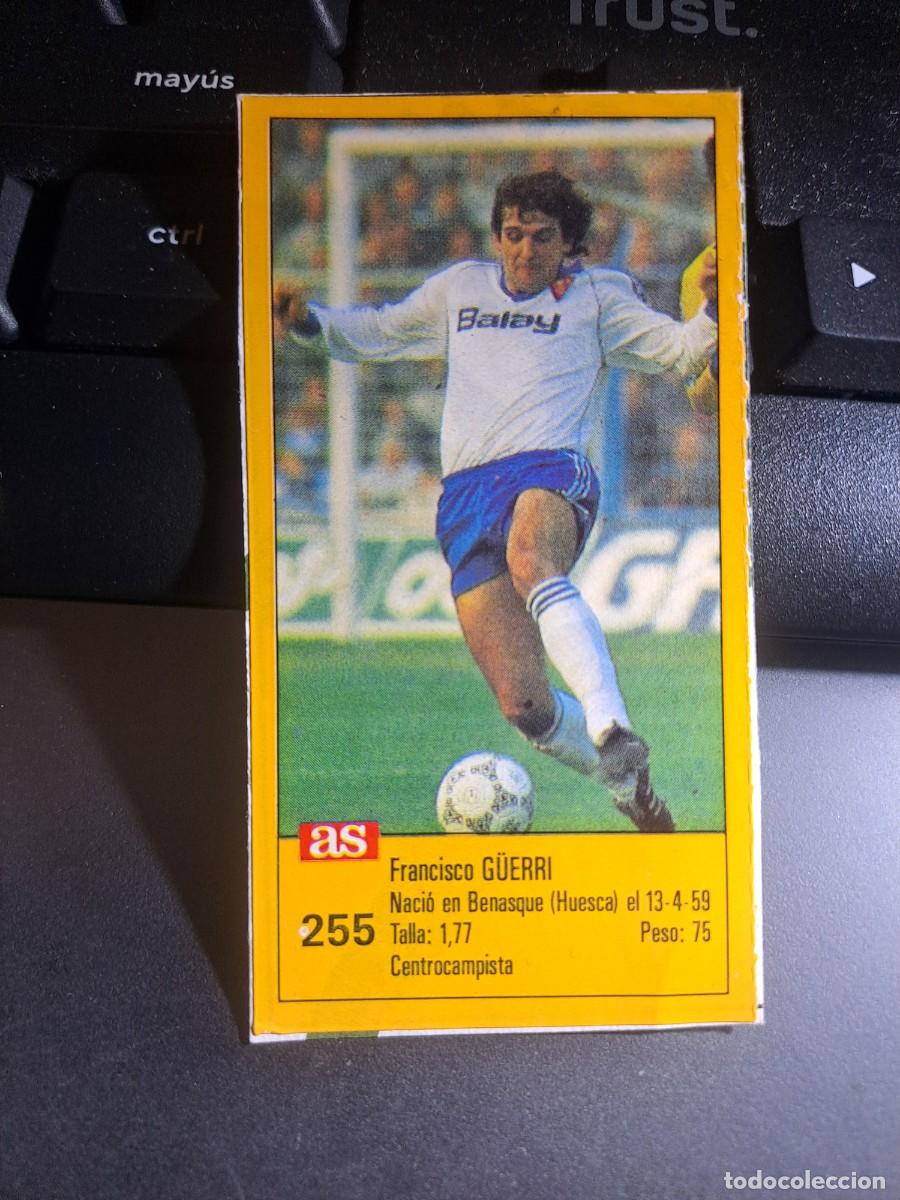 Trust.
mayús
ctrl
Balay
as
Francisco GÜERRI
Nació en Benasque (Huesca) el 13-4-59
255
Talla: 1,77 Peso: 75
Centrocampista
todocoleccion